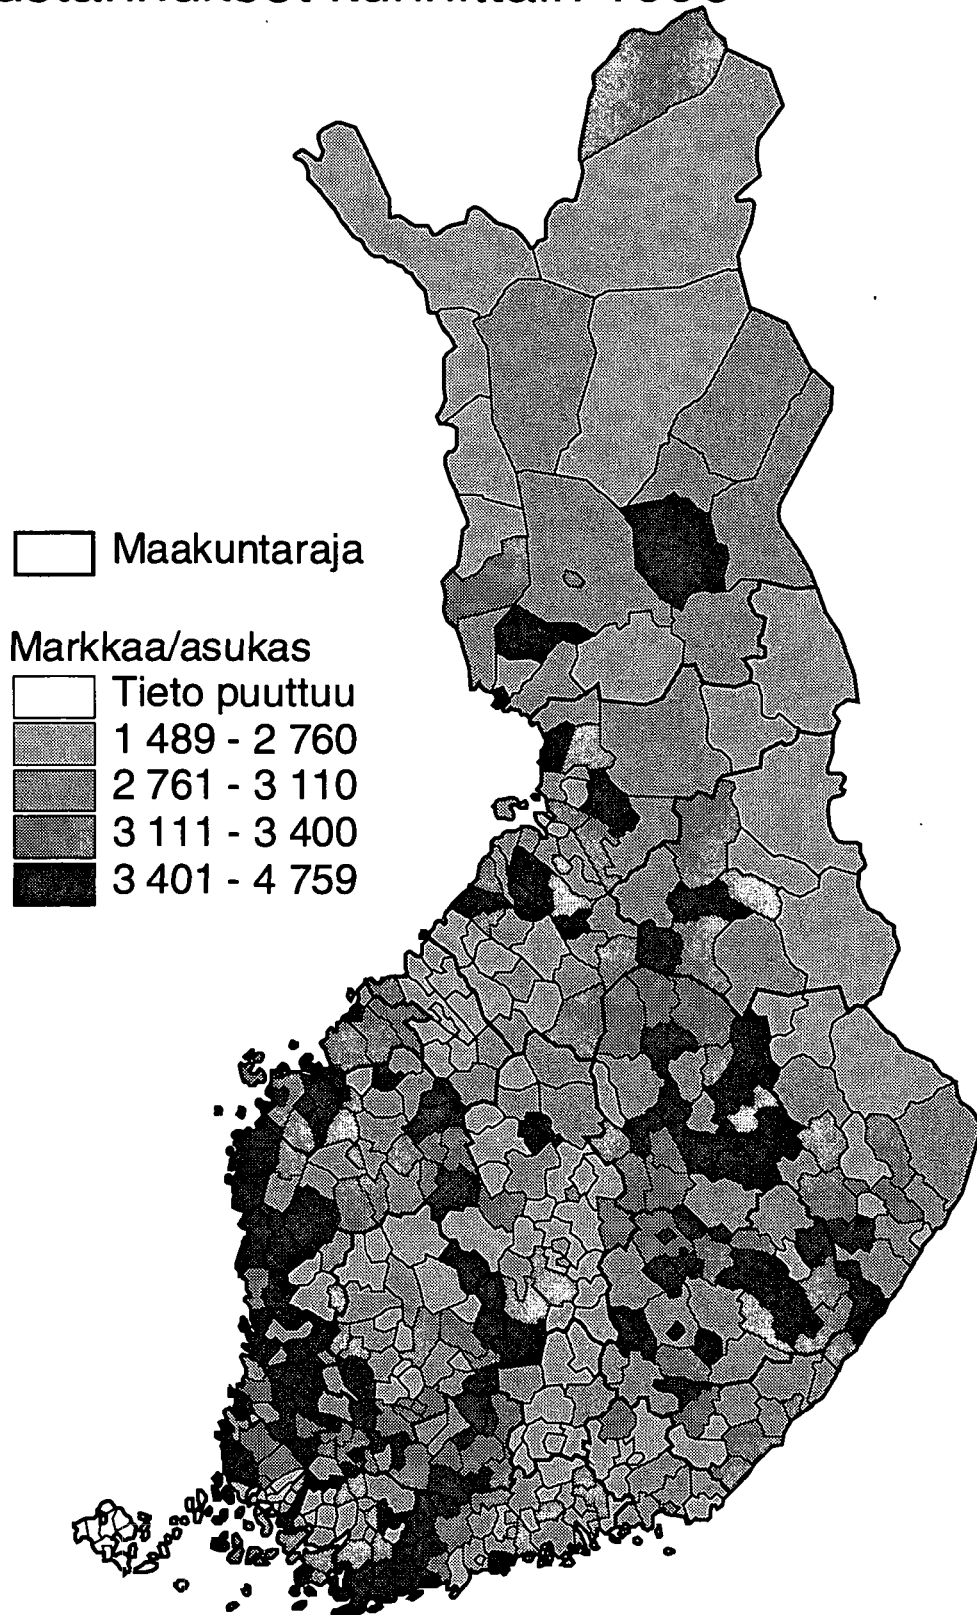 Maakuntaraja
Markkaa/asukas
Tieto puuttuu
1 489 - 2 760
2 761 - 3 110
3 111 - 3 400
3 401 - 4 759